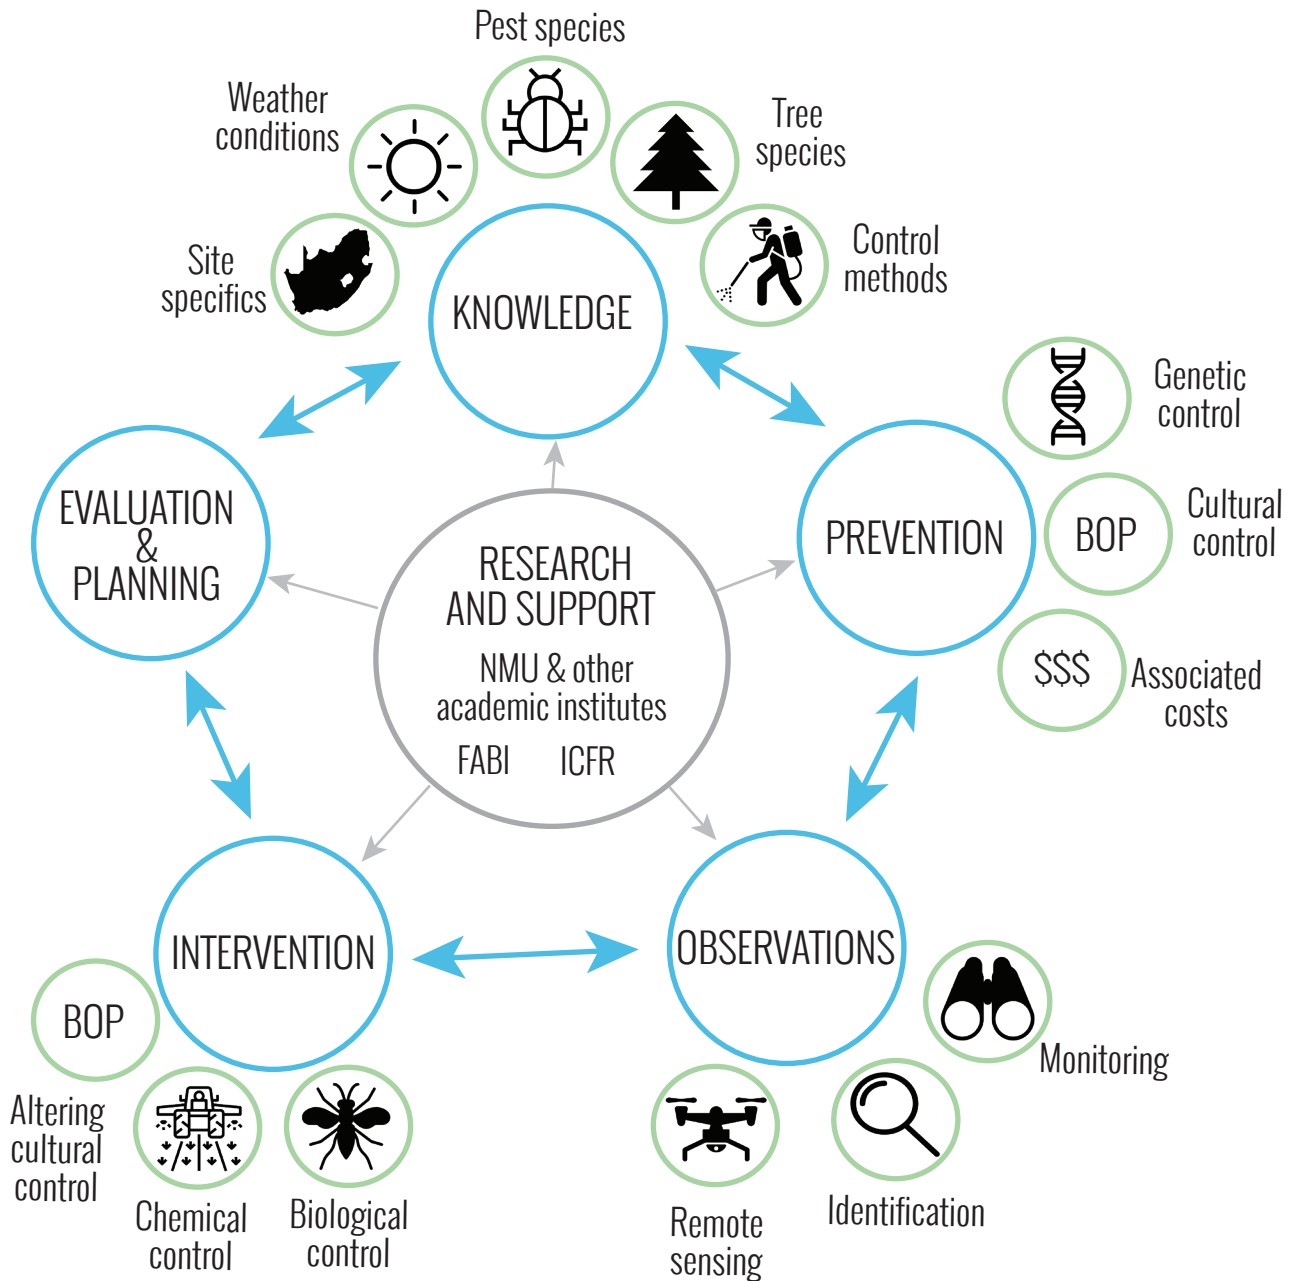 Pest species
Weather
conditions
Tree
species
Site
specifics
Control
methods
KNOWLEDGE
Genetic
control
EVALUATION
&
PLANNING
PREVENTION
BOP
Cultural
control
RESEARCH
AND SUPPORT
NMU & other
academic institutes
FABI ICFR
$$$
Associated
costs
INTERVENTION
OBSERVATIONS
BOP
Altering
cultural
control
Chemical
control
Biological
control
Remote
sensing
Identification
Monitoring